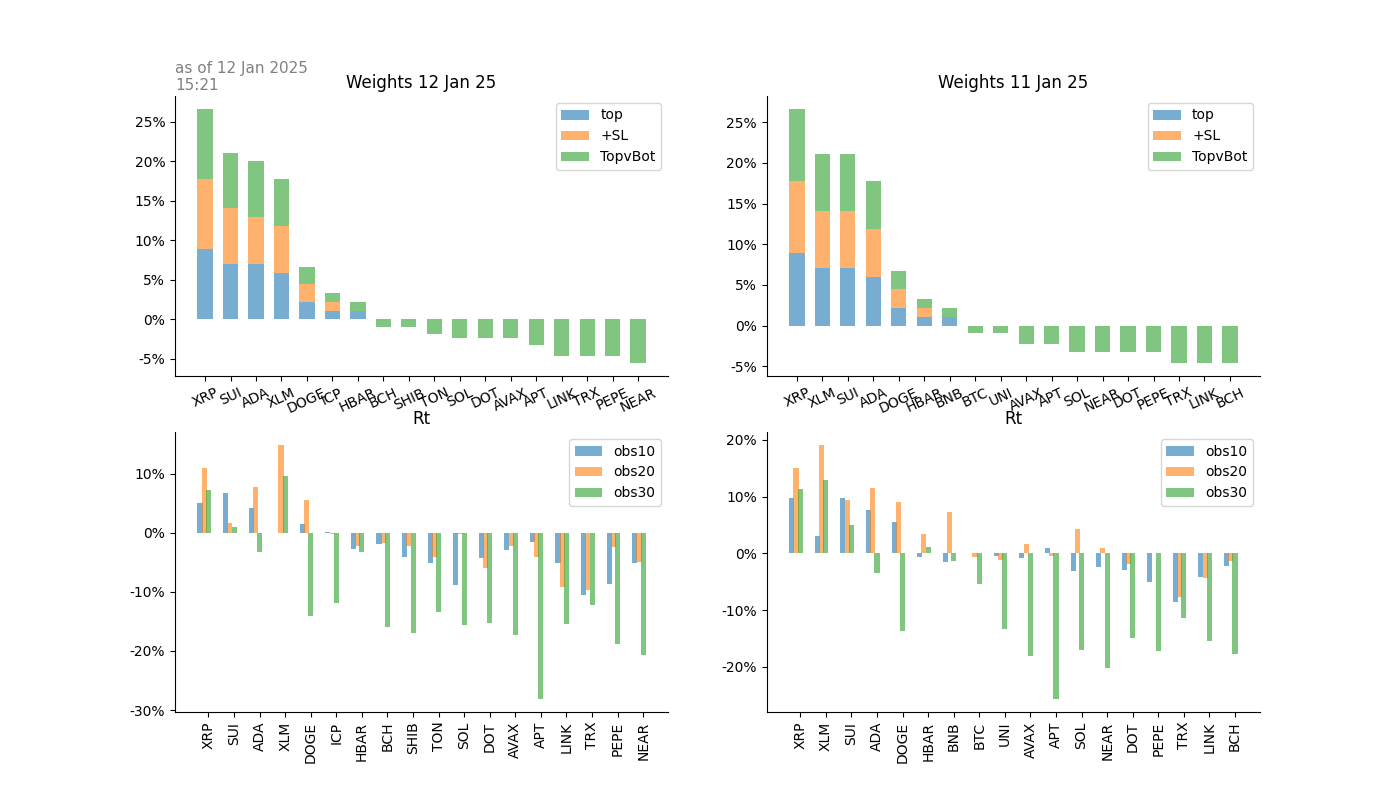 as of 12 Jan 2025
15:21
Weights 12 Jan 25
25%
20%
15%
10%
5%
0%
-5%
top
+SL
TopvBot
XRP SUI ADA XLM DOGE ICP HBAR BCH SHIB TON SOL DOT AVAX APT LINK TRX PEPE NEAR
Weights 11 Jan 25
25%
20%
15%
10%
5%
0%
-5%
top
+SL
TopvBot
XRP XLM SUI ADA DOGE HBAR BNB BTC UNI AVAX APT SOL NEAR DOT PEPE TRX LINK BCH
Rt
10%
0%
-10%
-20%
-30%
obs10
obs20
obs30
XRP SUI ADA XLM DOGE ICP HBAR BCH SHIB TON SOL DOT AVAX APT LINK TRX PEPE NEAR
Rt
20%
10%
0%
-10%
-20%
obs10
obs20
obs30
XRP XLM SUI ADA DOGE HBAR BNB BTC UNI AVAX APT SOL NEAR DOT PEPE TRX LINK BCH